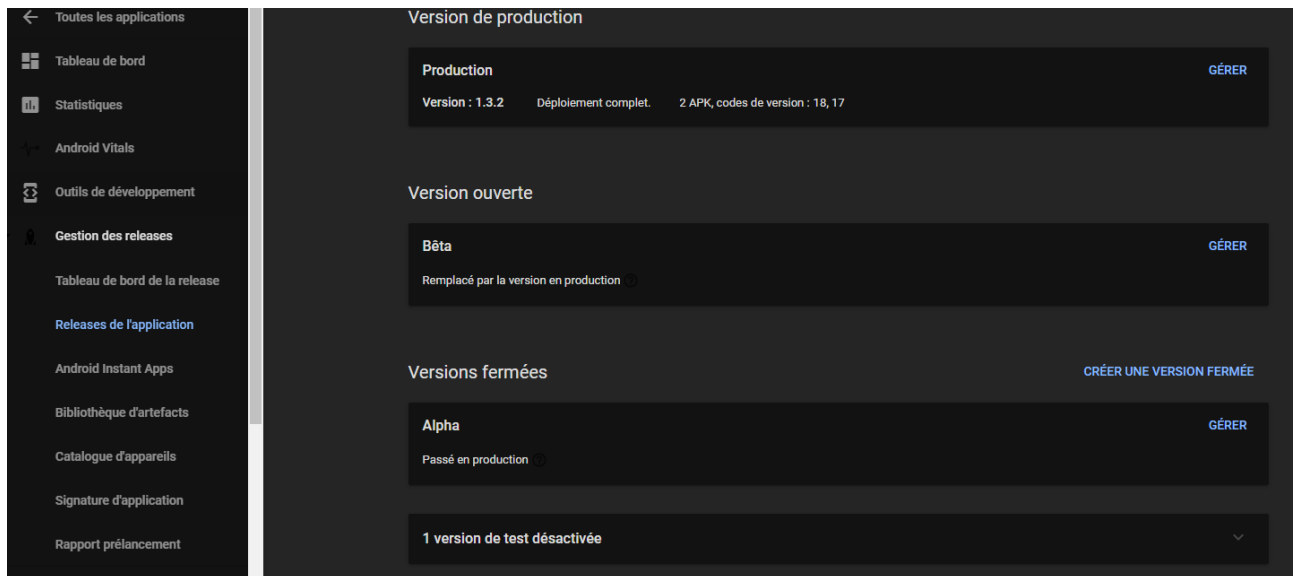 Toutes les applications
Tableau de bord
Statistiques
Android Vitals
Outils de développement
Gestion des releases
Tableau de bord de la release
Releases de l'application
Android Instant Apps
Bibliothèque d'artefacts
Catalogue d'appareils
Signature d'application
Rapport prélancement
Version de production
Production
GÉRER
Version : 1.3.2 Déploiement complet. 2 APK, codes de version : 18, 17
Version ouverte
Bêta
GÉRER
Remplacé par la version en production
Versions fermées
CRÉER UNE VERSION FERMÉE
Alpha
GÉRER
Passé en production
1 version de test désactivée